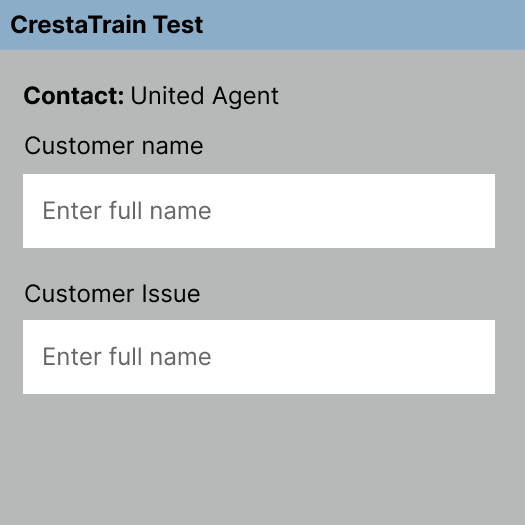 CrestaTrain Test
Contact: United Agent
Customer name
Enter full name
Customer Issue
Enter full name